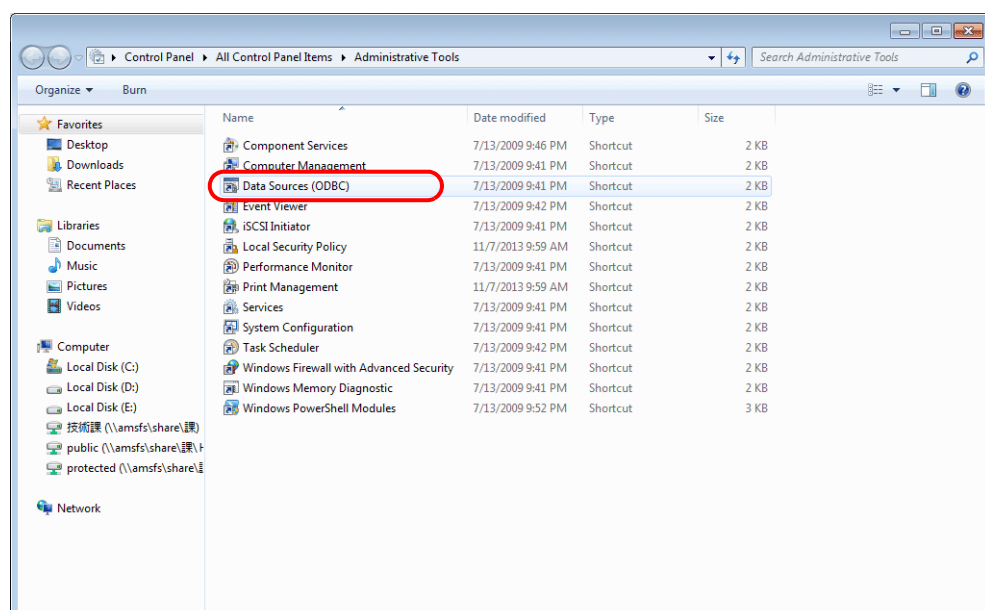 Control Panel ▸ All Control Panel Items ▸ Administrative Tools
Search Administrative Tools
Organize Burn
Favorites
Desktop
Downloads
Recent Places
Libraries
Documents
Music
Pictures
Videos
Computer
Local Disk (C:)
Local Disk (D:)
Local Disk (E:)
技術課 (\\amsfs\share\課)
public (\\amsfs\share\課\
protected (\\amsfs\share\
Network
Name Date modified Type Size
Component Services 7/13/2009 9:46 PM Shortcut 2 KB
Computer Management 7/13/2009 9:41 PM Shortcut 2 KB
Data Sources (ODBC) 7/13/2009 9:41 PM Shortcut 2 KB
Event Viewer 7/13/2009 9:42 PM Shortcut 2 KB
iSCSI Initiator 7/13/2009 9:41 PM Shortcut 2 KB
Local Security Policy 11/7/2013 9:59 AM Shortcut 2 KB
Performance Monitor 7/13/2009 9:41 PM Shortcut 2 KB
Print Management 11/7/2013 9:59 AM Shortcut 2 KB
Services 7/13/2009 9:41 PM Shortcut 2 KB
System Configuration 7/13/2009 9:41 PM Shortcut 2 KB
Task Scheduler 7/13/2009 9:42 PM Shortcut 2 KB
Windows Firewall with Advanced Security 7/13/2009 9:41 PM Shortcut 2 KB
Windows Memory Diagnostic 7/13/2009 9:41 PM Shortcut 2 KB
Windows PowerShell Modules 7/13/2009 9:52 PM Shortcut 3 KB